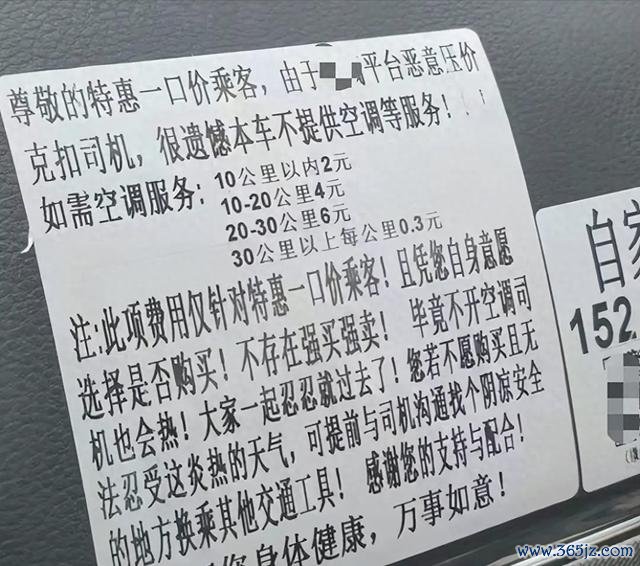 尊敬的特惠一口价乘客，由于平台恶意压价
克扣司机，很遗憾本车不提供空调等服务！！
如需空调服务：10公里以内2元
10-20公里4元
20-30公里6元
30公里以上每公里0.3元
注:此项费用仅针对特惠一口价乘客！且凭您自身意愿
选择是否购买！不存在强买强卖！毕竟不开空调司
机也会热！大家一起忍忍就过去了！您若不愿购买且无
法忍受这炎热的天气，可提前与司机沟通找个阴凉安全
的地方换乘其他交通工具！感谢您的支持与配合！
您身体健康，万事如意！
自家
152
www.365jz.com